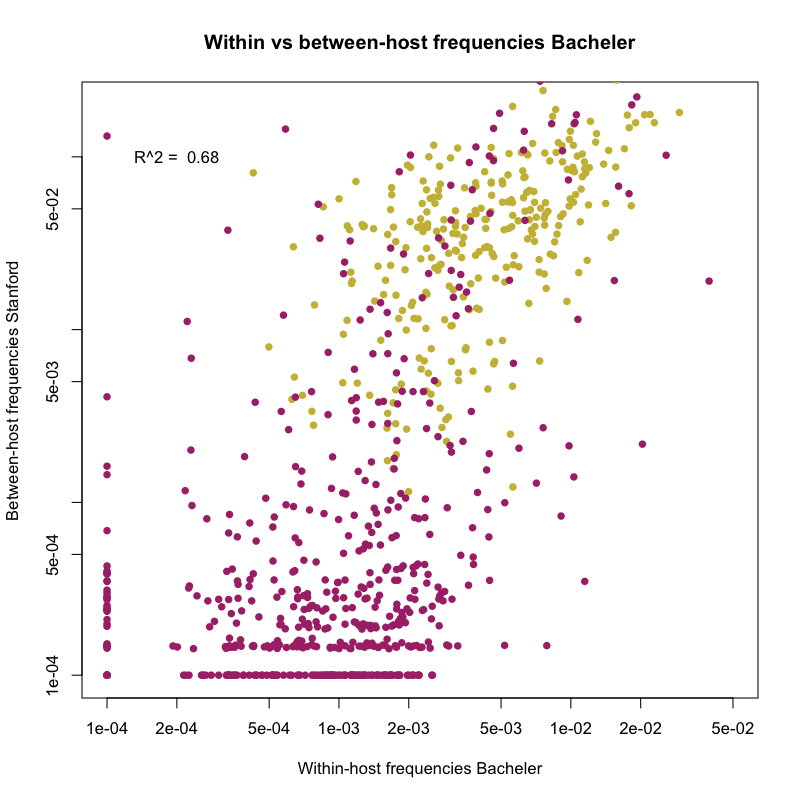 Within vs between-host frequencies Bacheler
R^2 =  0.68
Between-host frequencies Stanford
5e-02
5e-03
5e-04
1e-04
1e-04 2e-04 5e-04 1e-03 2e-03 5e-03 1e-02 2e-02 5e-02
Within-host frequencies Bacheler